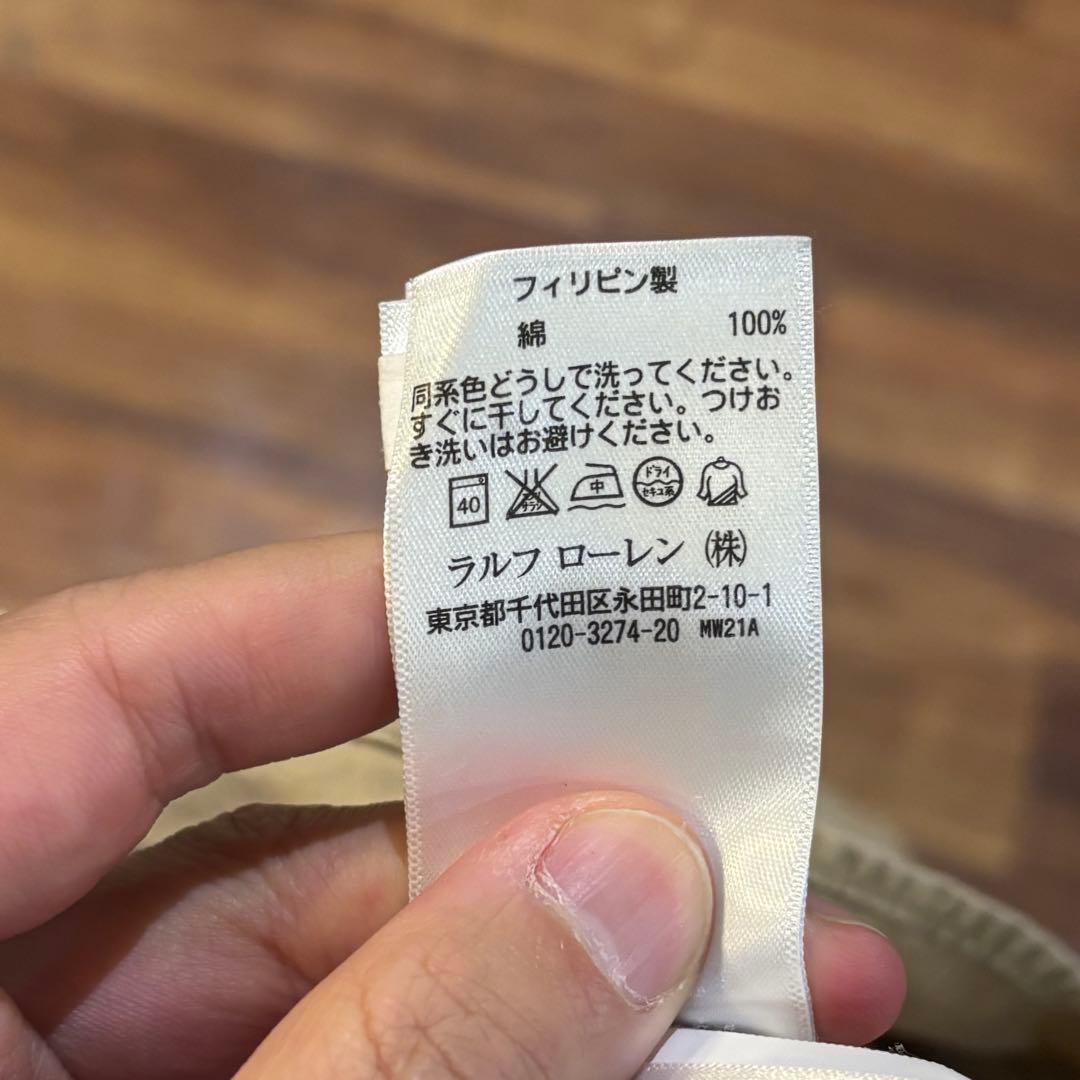 フィリピン製
綿 100%
同系色どうしで洗ってください。
すぐに干してください。つけお
き洗いはお避けください。
40 中 ドライ セキユ系
ラルフ ローレン (株)
東京都千代田区永田町2-10-1
0120-3274-20 MW21A